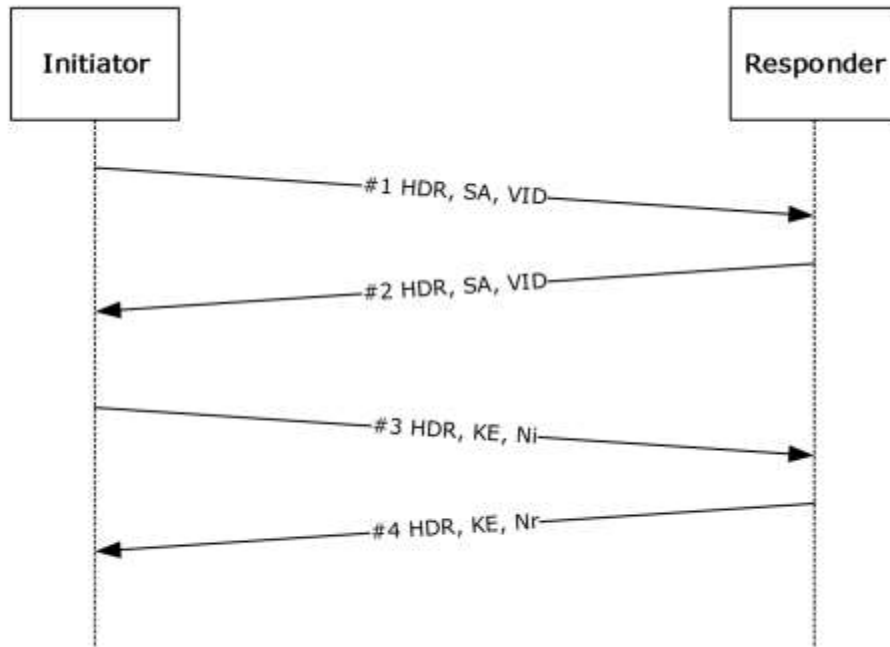 Initiator
Responder
#1 HDR, SA, VID
#2 HDR, SA, VID
#3 HDR, KE, Ni
#4 HDR, KE, Nr